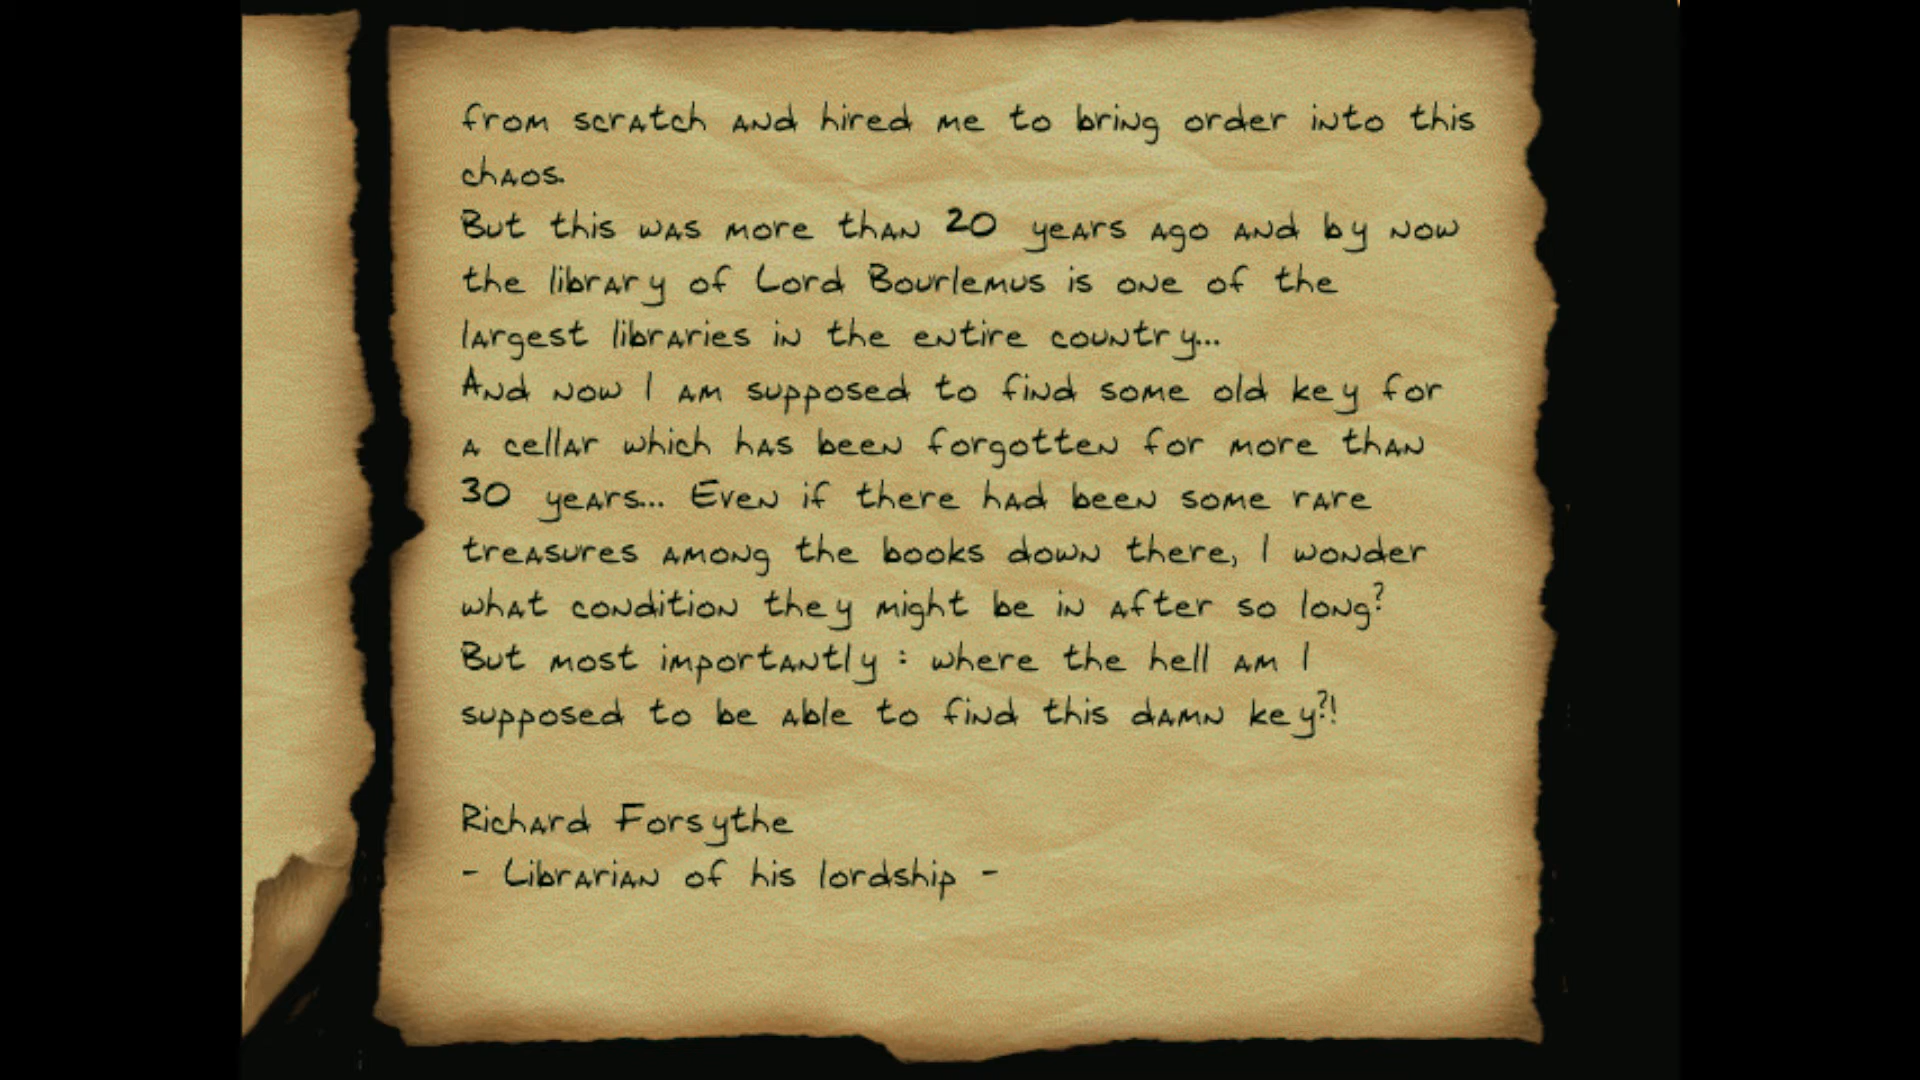 from scratch and hired me to bring order into this
chaos.
But this was more than 20 years ago and by now
the library of Lord Bourlemus is one of the
largest libraries in the entire country...
And now I am supposed to find some old key for
a cellar which has been forgotten for more than
30 years... Even if there had been some rare
treasures among the books down there, I wonder
what condition they might be in after so long?
But most importantly : where the hell am I
supposed to be able to find this damn key?!
Richard Forsythe
- Librarian of his lordship -